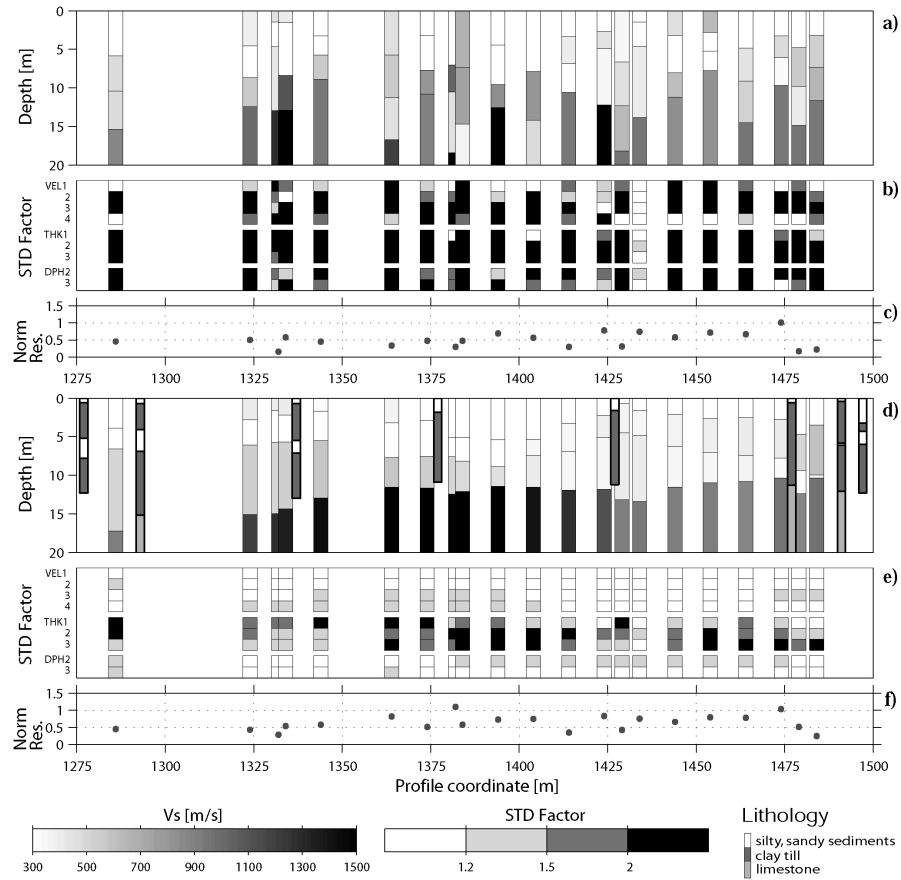 a)
0
5
10
15
20
Depth [m]
b)
VEL1
2
3
4
THK1
2
3
DPH2
3
STD Factor
c)
1.5
1
0.5
0
Norm
Res.
1275 1300 1325 1350 1375 1400 1425 1450 1475 1500
d)
0
5
10
15
20
Depth [m]
e)
VEL1
2
3
4
THK1
2
3
DPH2
3
STD Factor
f)
1.5
1
0.5
0
Norm
Res.
1275 1300 1325 1350 1375 1400 1425 1450 1475 1500
Profile coordinate [m]
Vs [m/s]
300 500 700 900 1100 1300 1500
STD Factor
1.2 1.5 2
Lithology
silty, sandy sediments
clay till
limestone